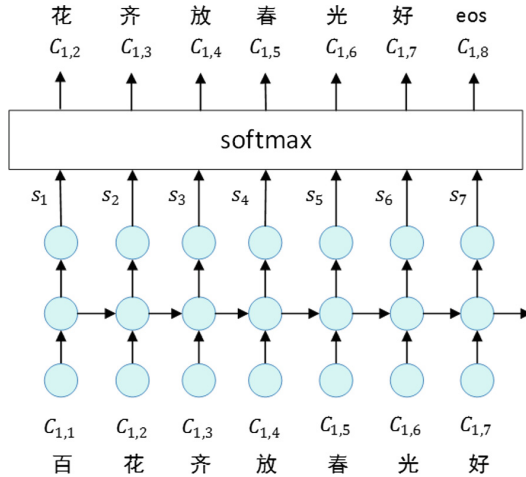 花 齐 放 春 光 好 eos
C1,2 C1,3 C1,4 C1,5 C1,6 C1,7 C1,8
softmax
s1 s2 s3 s4 s5 s6 s7
C1,1 C1,2 C1,3 C1,4 C1,5 C1,6 C1,7
百 花 齐 放 春 光 好